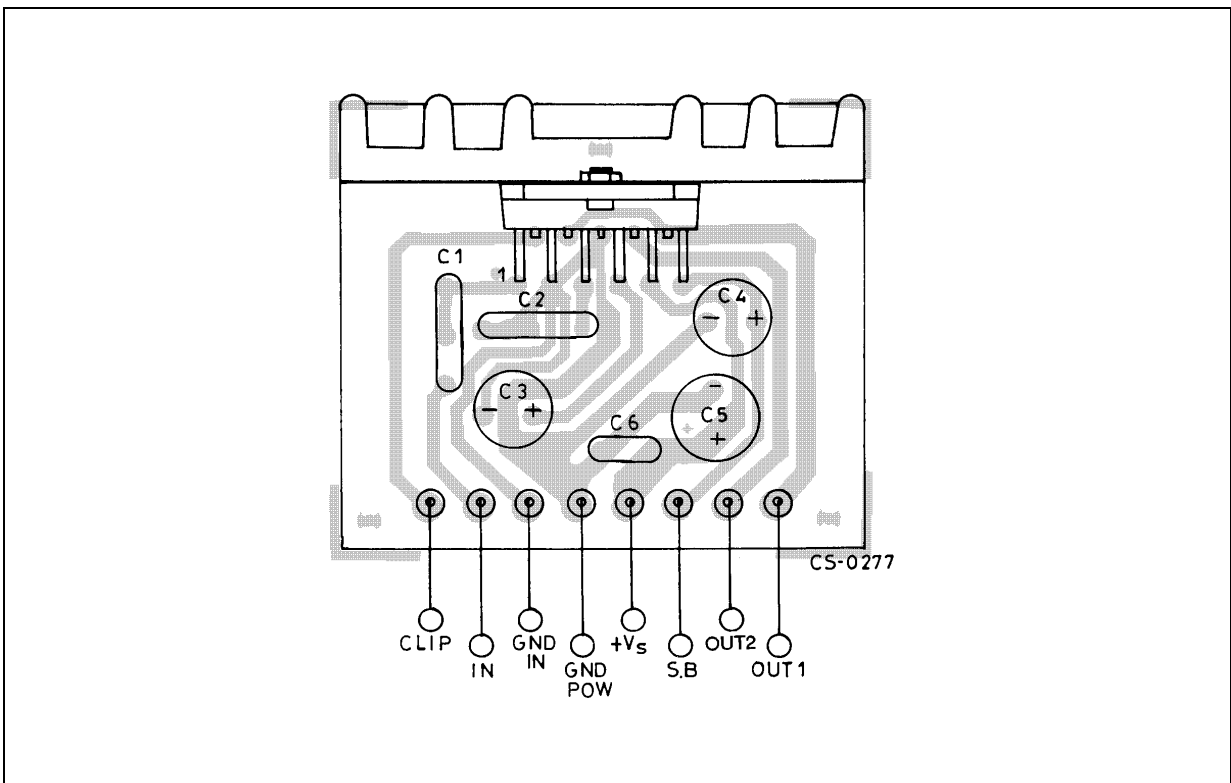 C1
1
C2
C4
- +
C3
- +
-
C5
+
C6
+
CS-0277
CLIP
IN
GND
IN
GND
POW
+Vs
S.B
OUT2
OUT1